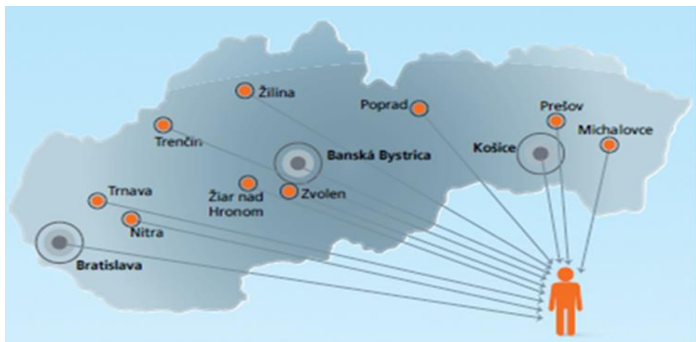 Žilina
Poprad
Prešov
Michalovce
Trenčín
Banská Bystrica
Košice
Trnava
Žiar nad
Hronom
Zvolen
Nitra
Bratislava